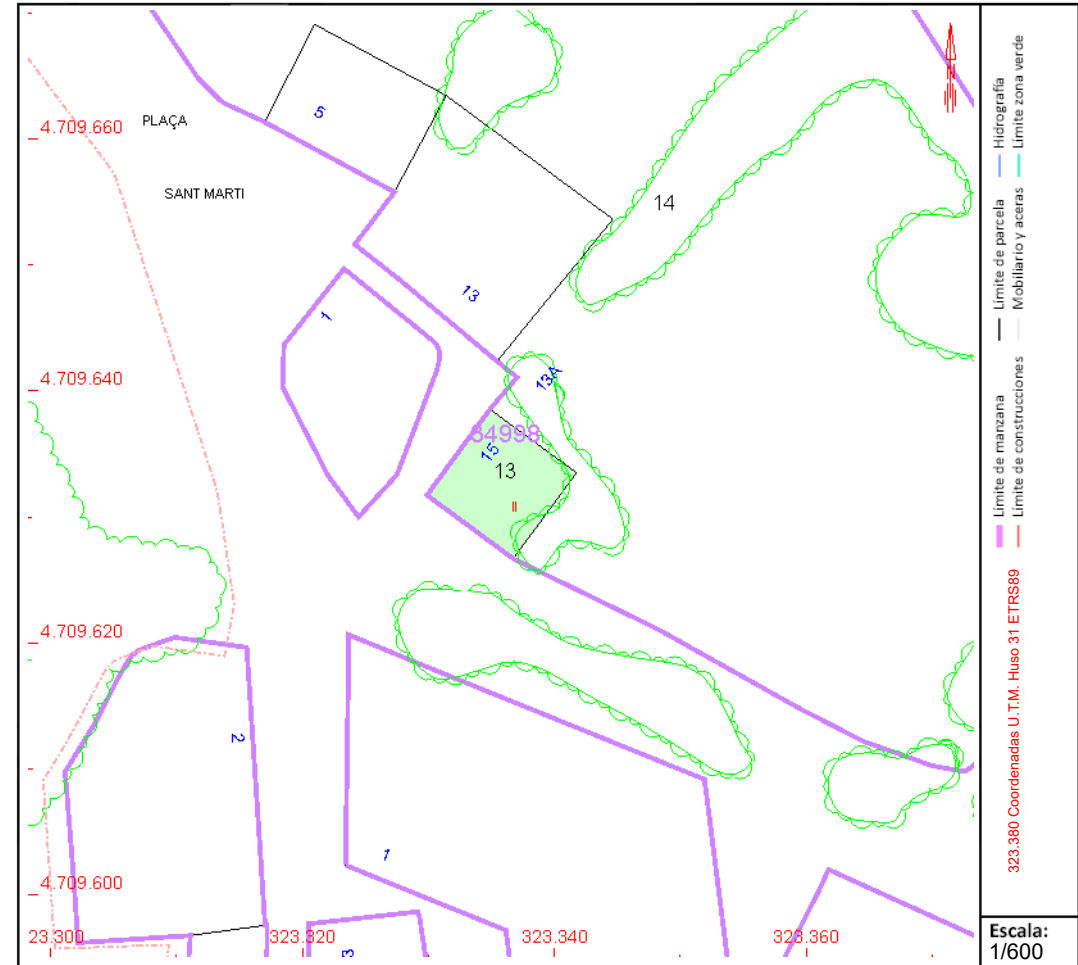 4.709.660
PLAÇA
SANT MARTI
5
14
13
1
4.709.640
13A
84998
15
13
II
4.709.620
2
1
4.709.600
23.300
323.320
3
323.340
323.360
N
Límite de manzana
Límite de parcela
Hidrografía
Límite de construcciones
Mobiliario y aceras
Límite zona verde
323.380 Coordenadas U.T.M. Huso 31 ETRS89
Escala:
1/600